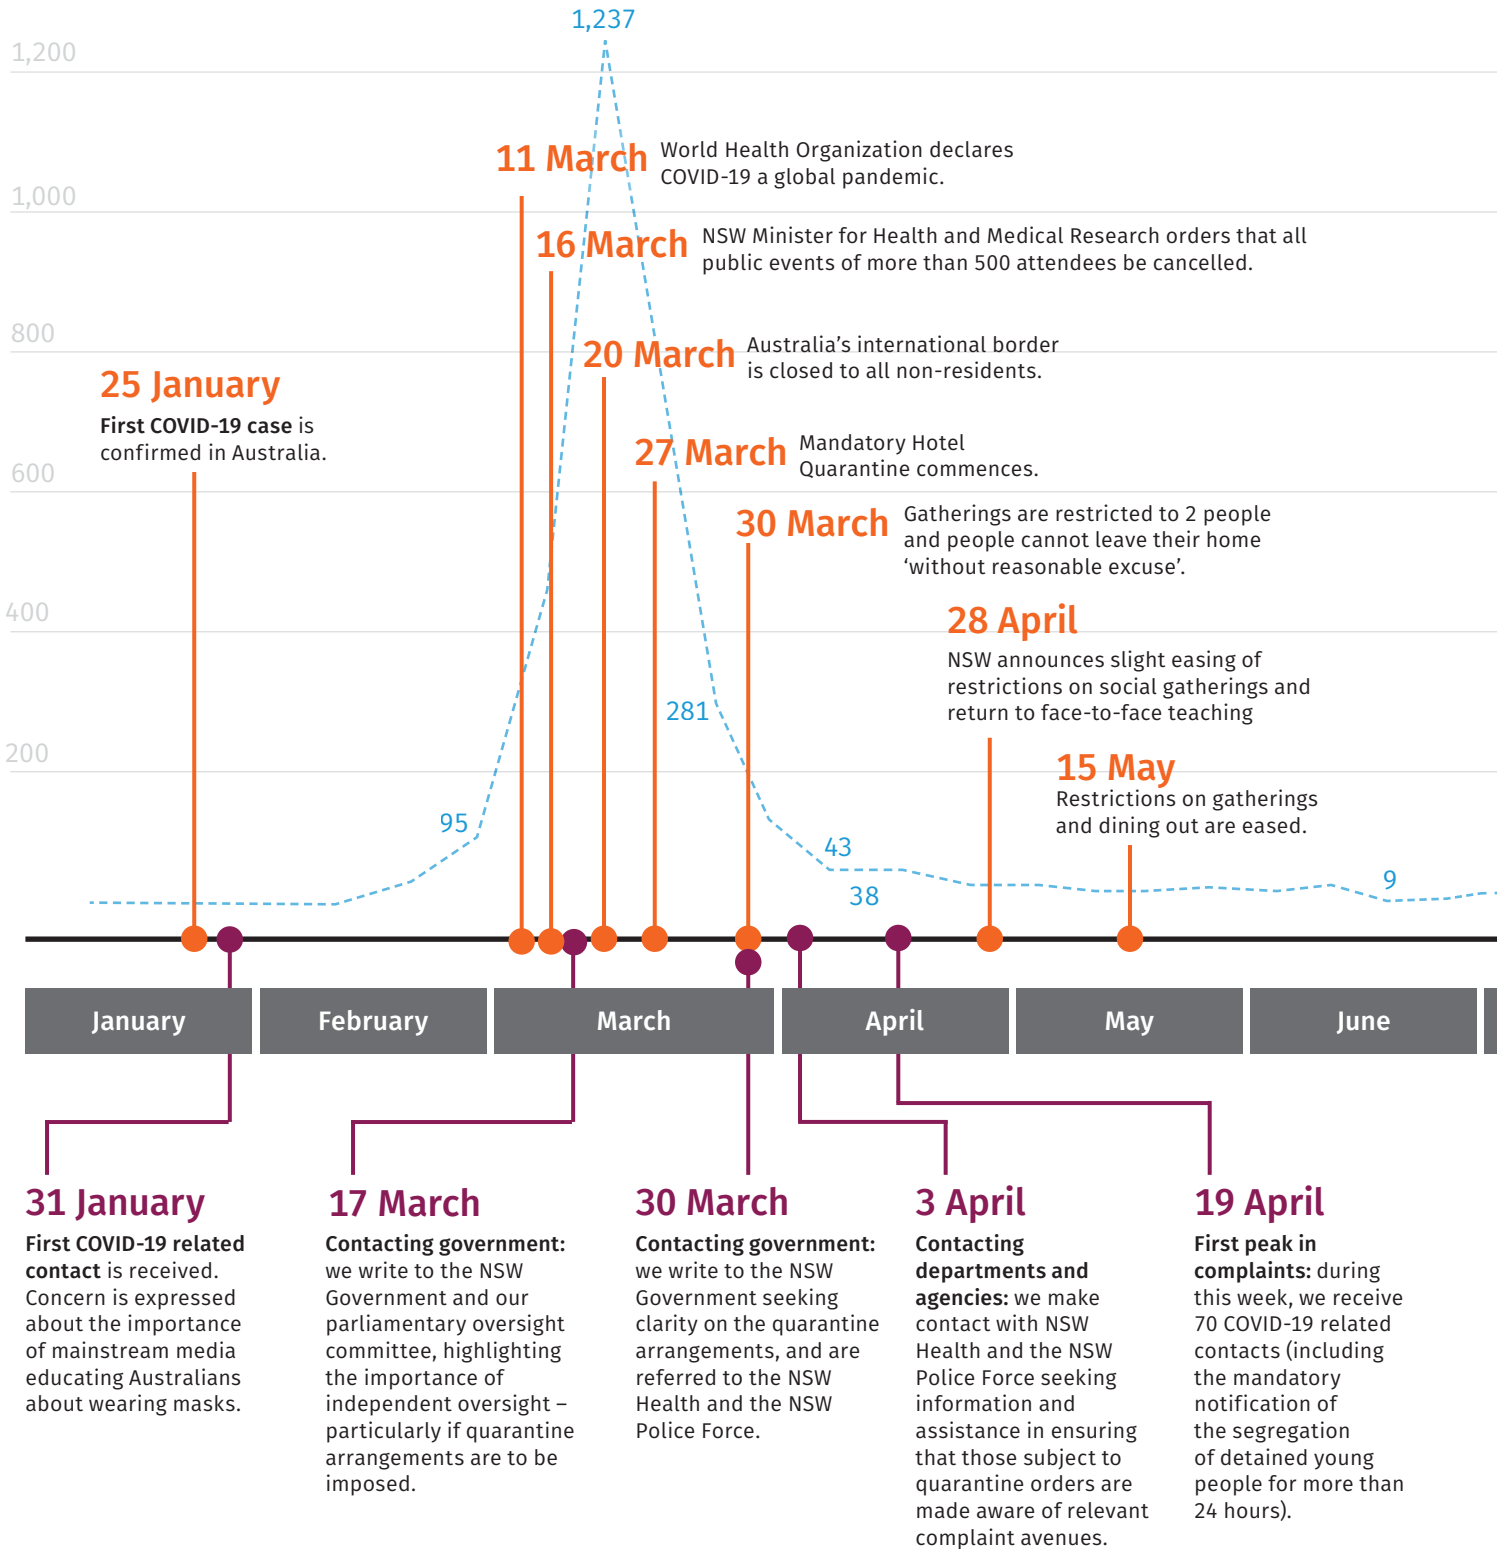 1,237
1,200
11 March
World Health Organization declares
COVID-19 a global pandemic.
1,000
16 March
NSW Minister for Health and Medical Research orders that all
public events of more than 500 attendees be cancelled.
800
20 March
Australia’s international border
is closed to all non-residents.
25 January
First COVID-19 case is
confirmed in Australia.
27 March
Mandatory Hotel
Quarantine commences.
600
30 March
Gatherings are restricted to 2 people
and people cannot leave their home
‘without reasonable excuse’.
400
28 April
NSW announces slight easing of
restrictions on social gatherings and
return to face-to-face teaching
281
200
15 May
Restrictions on gatherings
and dining out are eased.
95
43
38
9
January
February
March
April
May
June
31 January
First COVID-19 related
contact is received.
Concern is expressed
about the importance
of mainstream media
educating Australians
about wearing masks.
17 March
Contacting government:
we write to the NSW
Government and our
parliamentary oversight
committee, highlighting
the importance of
independent oversight –
particularly if quarantine
arrangements are to be
imposed.
30 March
Contacting government:
we write to the NSW
Government seeking
clarity on the quarantine
arrangements, and are
referred to the NSW
Health and the NSW
Police Force.
3 April
Contacting
departments and
agencies: we make
contact with NSW
Health and the NSW
Police Force seeking
information and
assistance in ensuring
that those subject to
quarantine orders are
made aware of relevant
complaint avenues.
19 April
First peak in
complaints: during
this week, we receive
70 COVID-19 related
contacts (including
the mandatory
notification of
the segregation
of detained young
people for more than
24 hours).